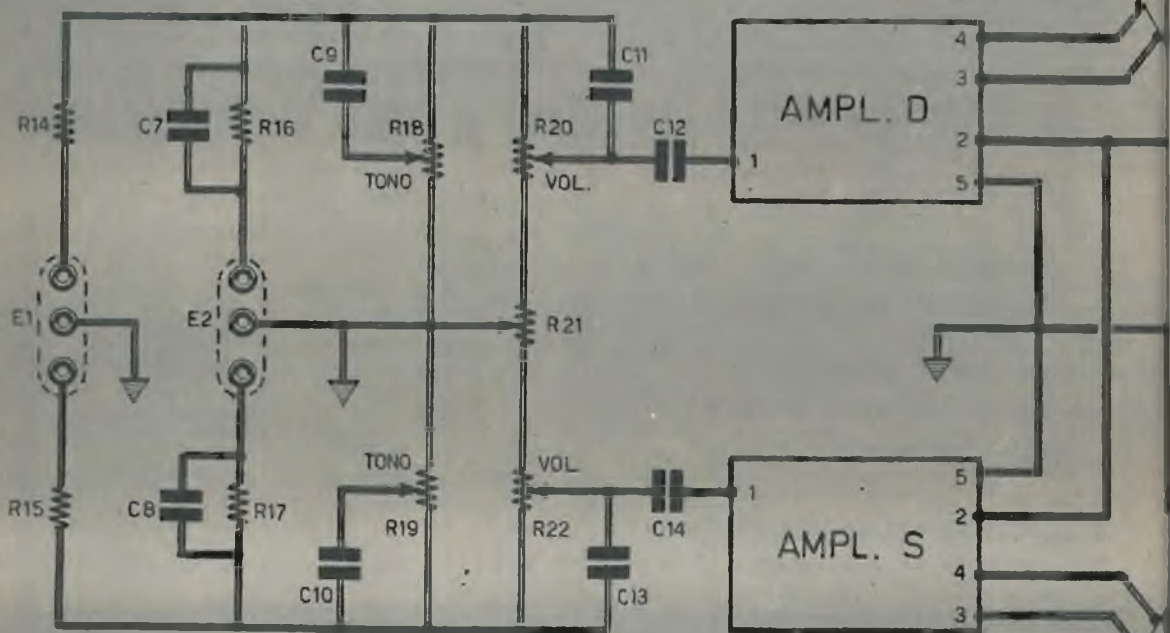 C9
C11
4
3
R14
C7
R16
R18
R20
C12
AMPL. D
2
1
TONO
VOL.
5
E1
E2
R21
TONO
VOL.
5
R15
C8
R17
R19
R22
C14
1
2
AMPL. S
4
C10
C13
3